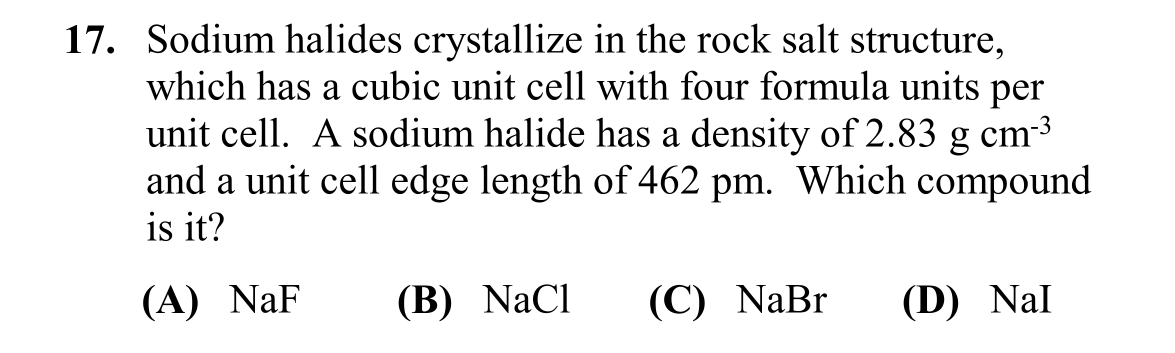 17. Sodium halides crystallize in the rock salt structure,
which has a cubic unit cell with four formula units per
unit cell. A sodium halide has a density of 2.83 g cm⁻³
and a unit cell edge length of 462 pm. Which compound
is it?
(A) NaF (B) NaCl (C) NaBr (D) NaI